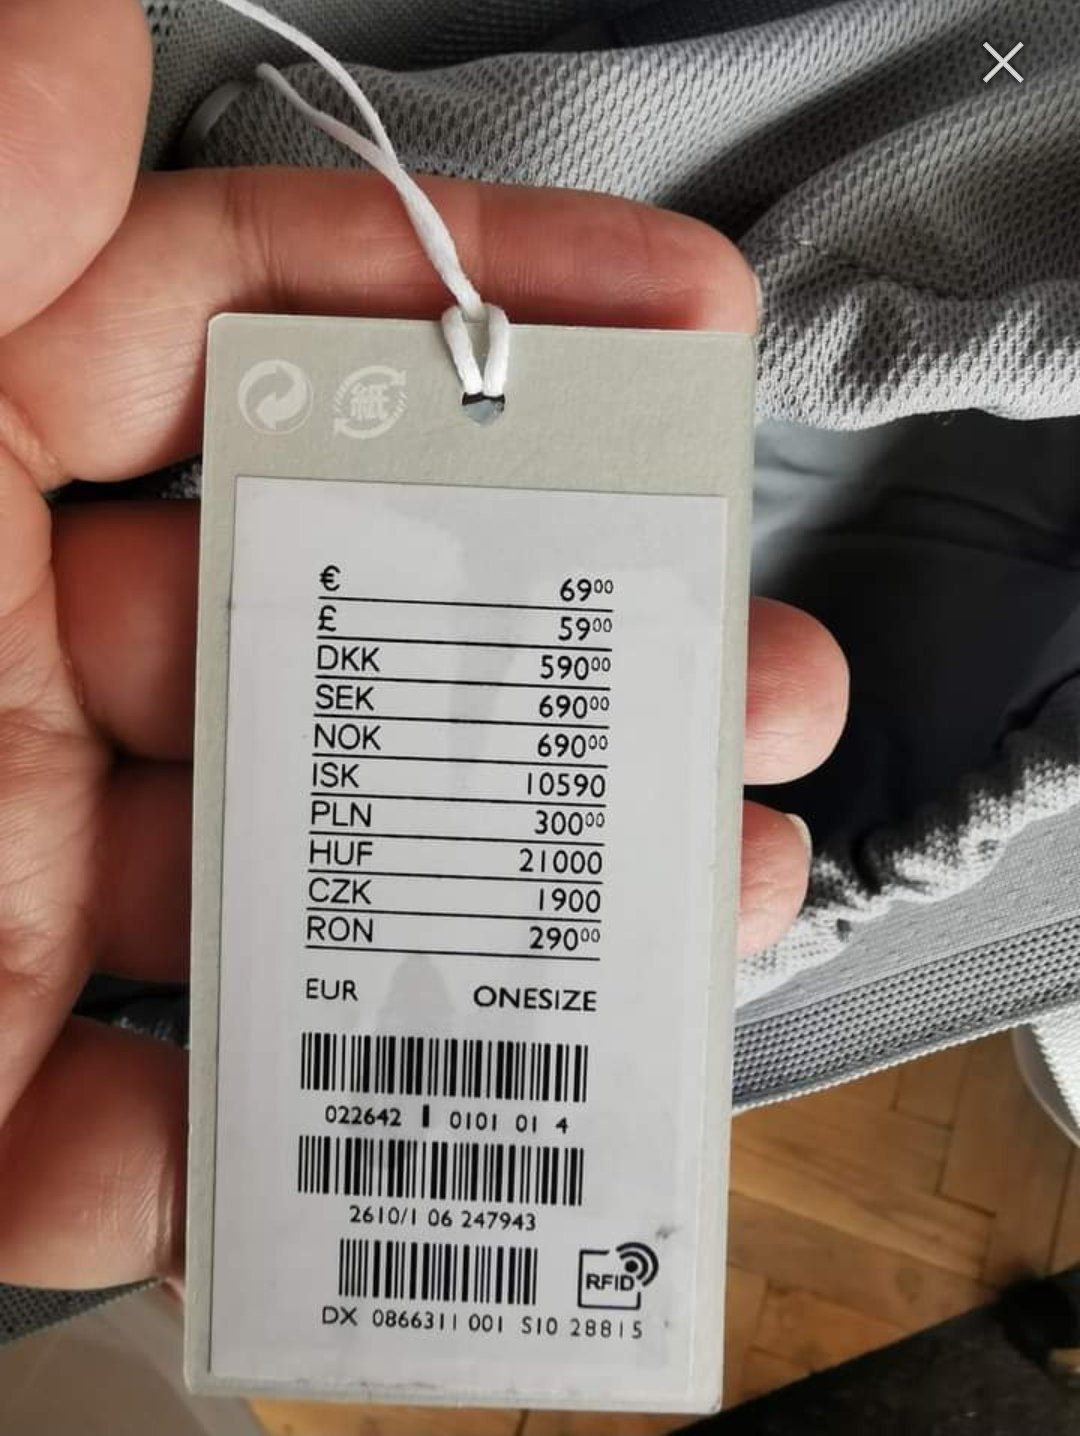 紙
€ 69⁰⁰
£ 59⁰⁰
DKK 590⁰⁰
SEK 690⁰⁰
NOK 690⁰⁰
ISK 10590
PLN 300⁰⁰
HUF 21000
CZK 1900
RON 290⁰⁰
EUR ONESIZE
022642 I 0101 01 4
2610/1 06 247943
RFID
DX 0866311 001 S10 28815